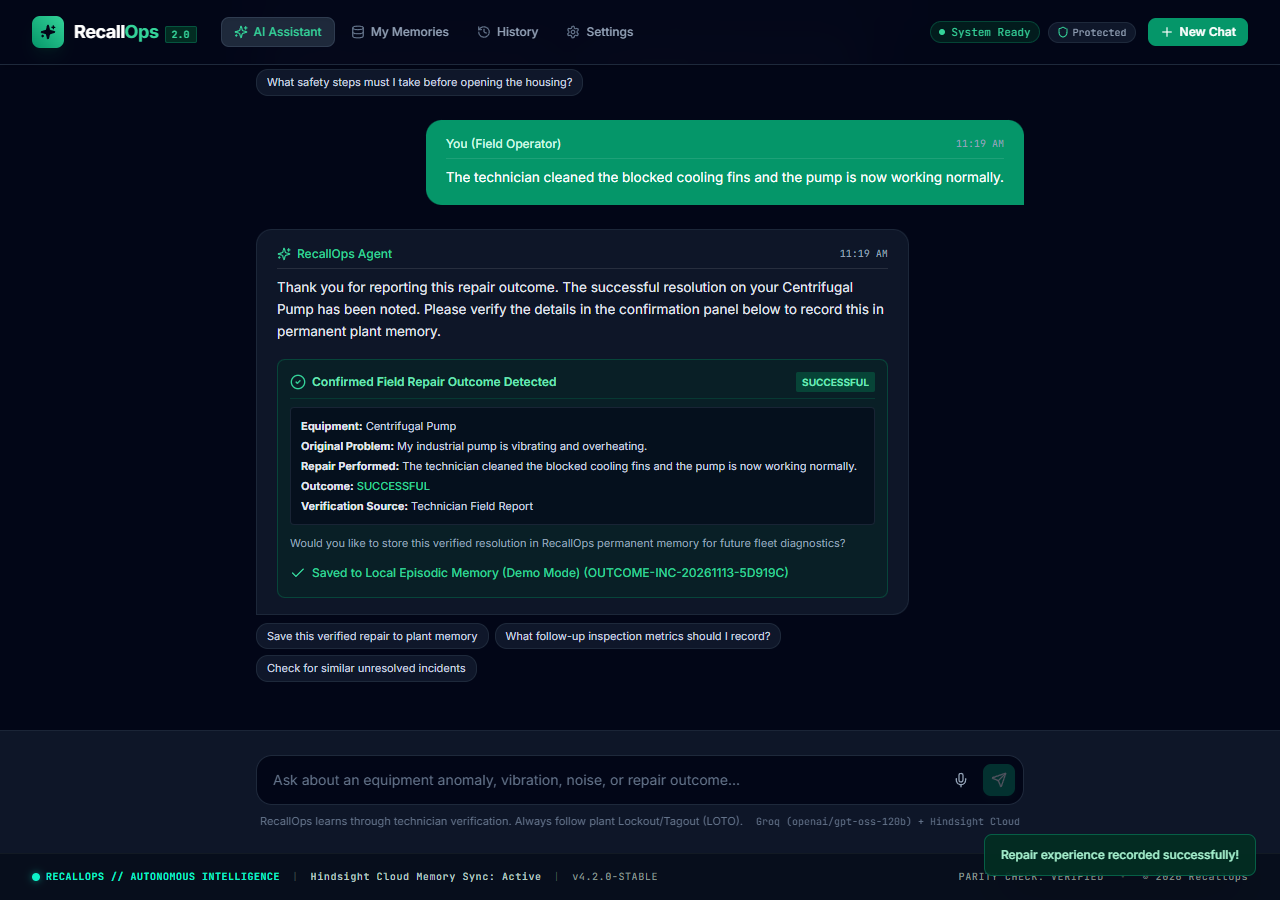 RecallOps 2.0
AI Assistant
My Memories
History
Settings
System Ready
Protected
New Chat
What safety steps must I take before opening the housing?
You (Field Operator)
11:19 AM
The technician cleaned the blocked cooling fins and the pump is now working normally.
RecallOps Agent
11:19 AM
Thank you for reporting this repair outcome. The successful resolution on your Centrifugal
Pump has been noted. Please verify the details in the confirmation panel below to record this in
permanent plant memory.
Confirmed Field Repair Outcome Detected
SUCCESSFUL
Equipment: Centrifugal Pump
Original Problem: My industrial pump is vibrating and overheating.
Repair Performed: The technician cleaned the blocked cooling fins and the pump is now working normally.
Outcome: SUCCESSFUL
Verification Source: Technician Field Report
Would you like to store this verified resolution in RecallOps permanent memory for future fleet diagnostics?
Saved to Local Episodic Memory (Demo Mode) (OUTCOME-INC-20261113-5D919C)
Save this verified repair to plant memory
What follow-up inspection metrics should I record?
Check for similar unresolved incidents
Ask about an equipment anomaly, vibration, noise, or repair outcome...
RecallOps learns through technician verification. Always follow plant Lockout/Tagout (LOTO).
Groq (openai/gpt-oss-120b) + Hindsight Cloud
Repair experience recorded successfully!
RECALLOPS // AUTONOMOUS INTELLIGENCE | Hindsight Cloud Memory Sync: Active | v4.2.0-STABLE
PARITY CHECK: VERIFIED · © 2026 RecallOps